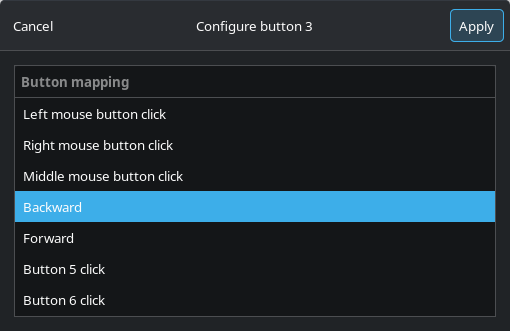 Cancel Configure button 3 Apply
Button mapping
Left mouse button click
Right mouse button click
Middle mouse button click
Backward
Forward
Button 5 click
Button 6 click